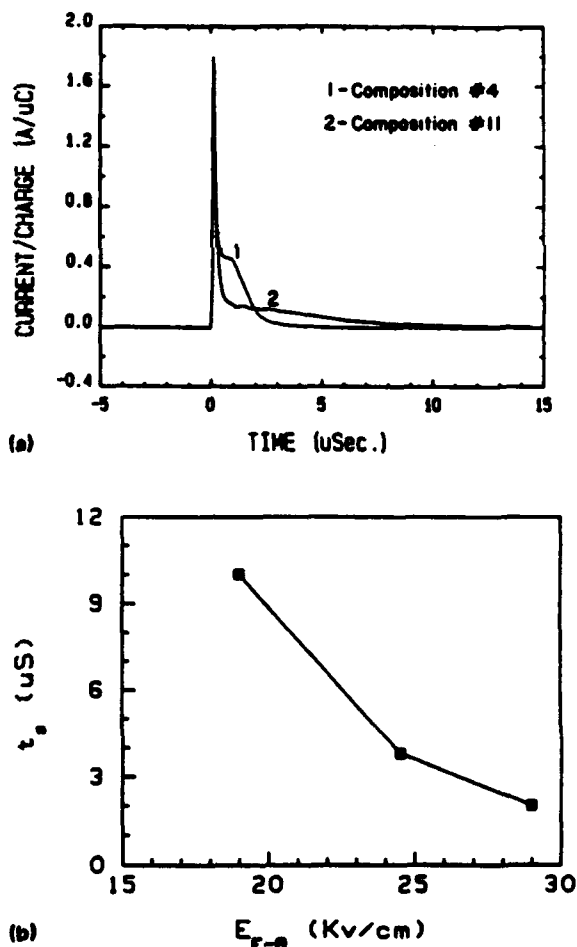 2.0
1.6
1.2
0.8
0.4
0.0
-0.4
CURRENT/CHARGE (A/uC)
1-Composition #4
2-Composition #11
1
2
-5
0
5
10
15
TIME (uSec.)
(a)
12
9
6
3
0
t_s (uS)
15
20
25
30
E_F-A (Kv/cm)
(b)